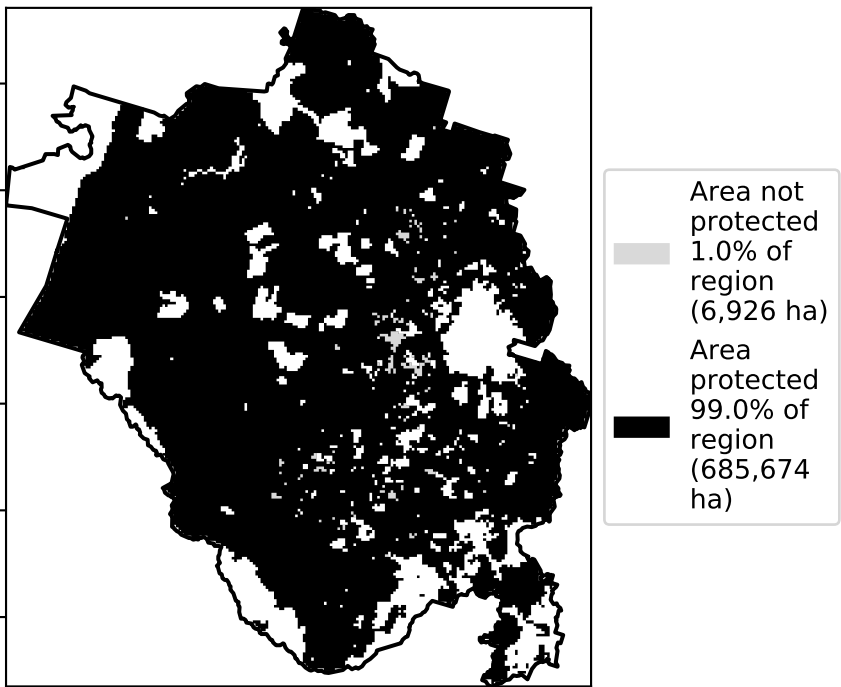 Area not
protected
1.0% of
region
(6,926 ha)
Area
protected
99.0% of
region
(685,674
ha)